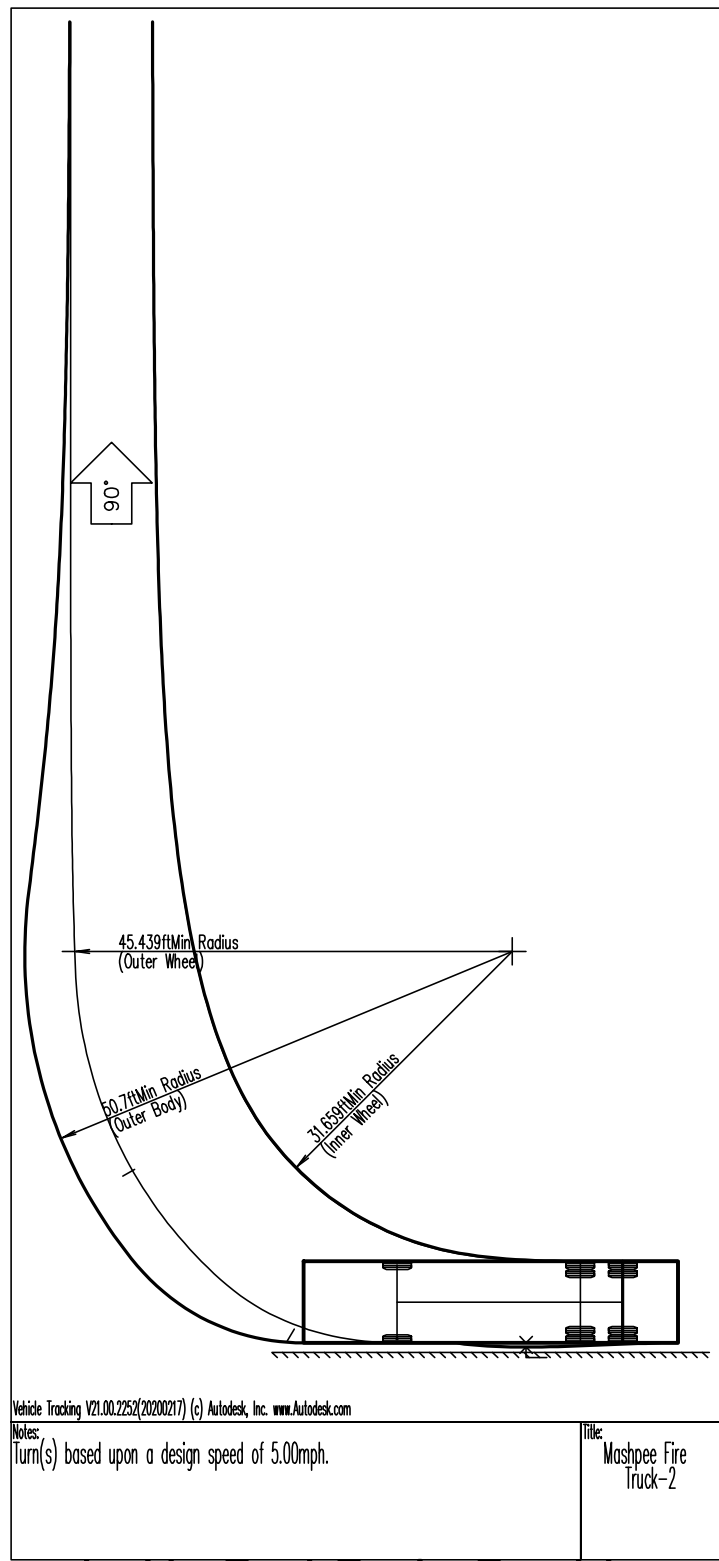 90°
45.439ftMin Radius
(Outer Wheel)
50.7ftMin Radius
(Outer Body)
31.659ftMin Radius
(Inner Wheel)
Vehicle Tracking V21.00.2252(20200217) (c) Autodesk, Inc. www.Autodesk.com
Notes:
Turn(s) based upon a design speed of 5.00mph.
Title:
Mashpee Fire
Truck-2